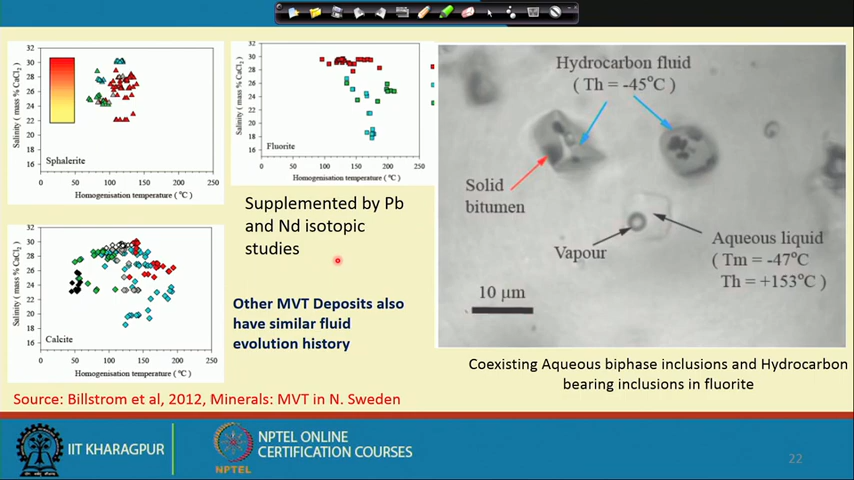 Salinity (mass % CaCl2)
32
30
28
26
24
22
20
18
16
Sphalerite
0 50 100 150 200 250
Homogenisation temperature (°C)
Salinity (mass % CaCl2)
32
30
28
26
24
22
20
18
16
Fluorite
0 50 100 150 200
Homogenisation temperature (°C)
Salinity (mass % CaCl2)
32
30
28
26
24
22
20
18
16
Calcite
0 50 100 150 200 250
Homogenisation temperature (°C)
Supplemented by Pb
and Nd isotopic
studies
Other MVT Deposits also
have similar fluid
evolution history
Source: Billstrom et al, 2012, Minerals: MVT in N. Sweden
Hydrocarbon fluid
( Th = -45°C )
Solid
bitumen
Vapour
Aqueous liquid
( Tm = -47°C
Th = +153°C )
10 µm
Coexisting Aqueous biphase inclusions and Hydrocarbon
bearing inclusions in fluorite
IIT KHARAGPUR
NPTEL
NPTEL ONLINE
CERTIFICATION COURSES
22